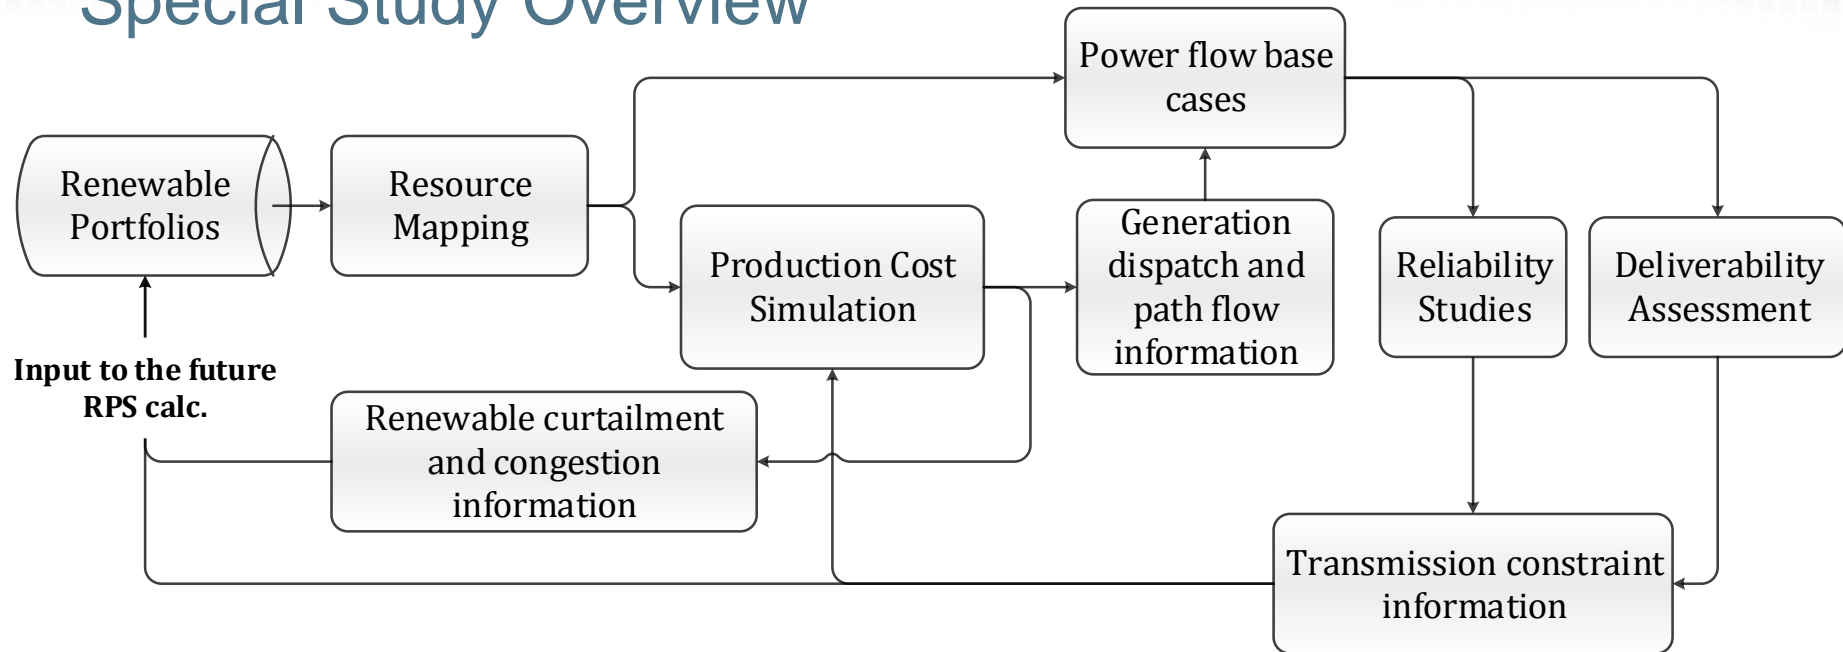 Special Study Overview
Power flow base
cases
Renewable
Portfolios
Resource
Mapping
Production Cost
Simulation
Generation
dispatch and
path flow
information
Reliability
Studies
Deliverability
Assessment
Input to the future
RPS calc.
Renewable curtailment
and congestion
information
Transmission constraint
information